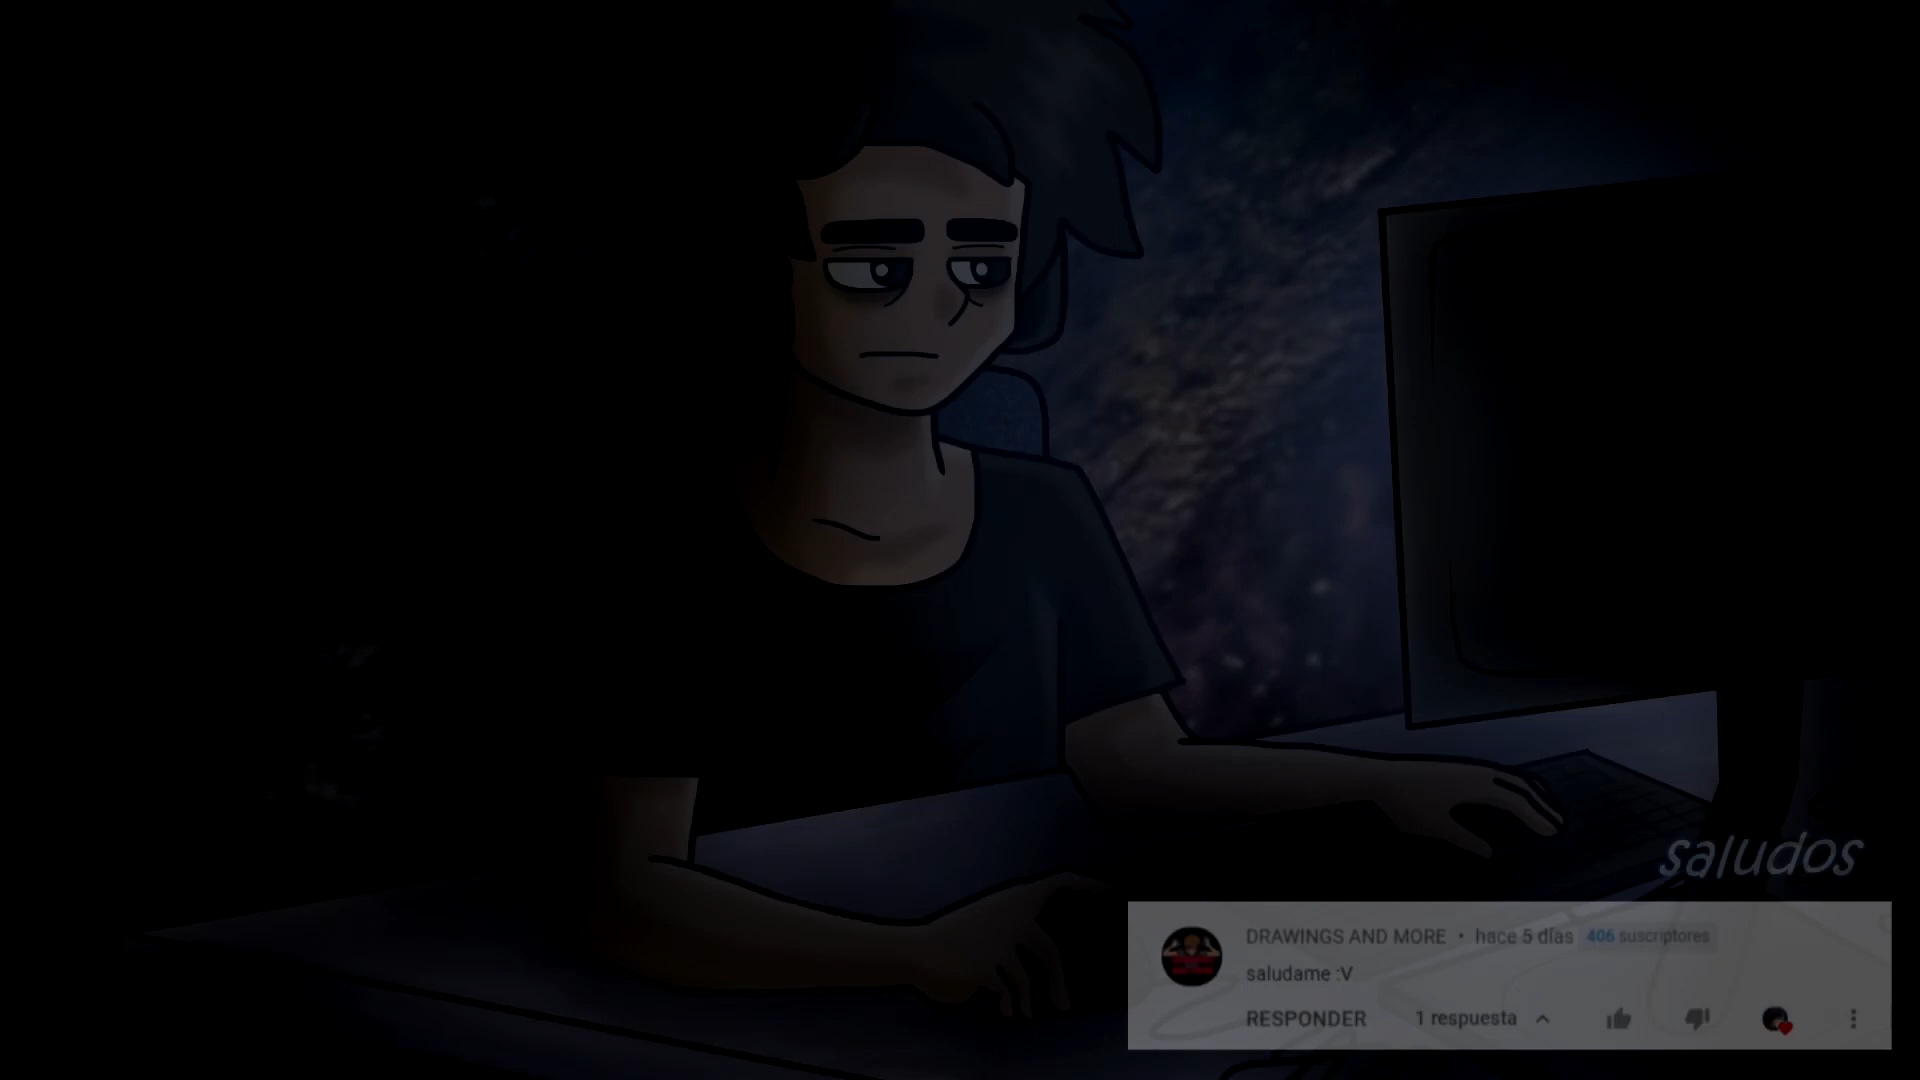 saludos
DRAWINGS AND MORE • hace 5 días 406 suscriptores
saludame :V
RESPONDER 1 respuesta